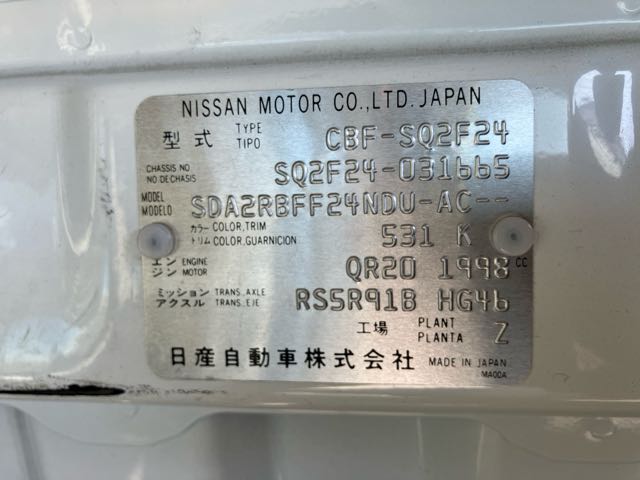 NISSAN MOTOR CO.,LTD. JAPAN
型式 TYPE TIPO CBF-SQ2F24
CHASSIS NO NO.DE CHASIS SQ2F24-031665
MODEL MODELO SDA2RBFF24NDU-AC--
カラー COLOR,TRIM
トリム COLOR,GUARNICION 531 K
エンジン ENGINE MOTOR QR20 1998 CC
ミッション TRANS. AXLE
アクスル TRANS. EJE RS5R91B HG46
工場 PLANT PLANTA Z
日産自動車株式会社 MADE IN JAPAN
MA0DA